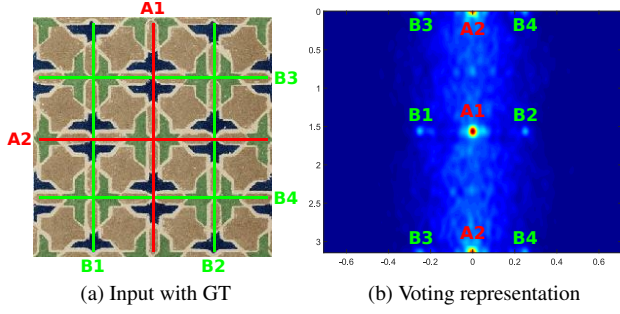 A1
B3
A2
B4
B1
B2
(a) Input with GT
0
B3
B4
A2
0.5
1
B1
A1
B2
1.5
2
2.5
A2
B3
B4
3
-0.6
-0.4
-0.2
0
0.2
0.4
0.6
(b) Voting representation